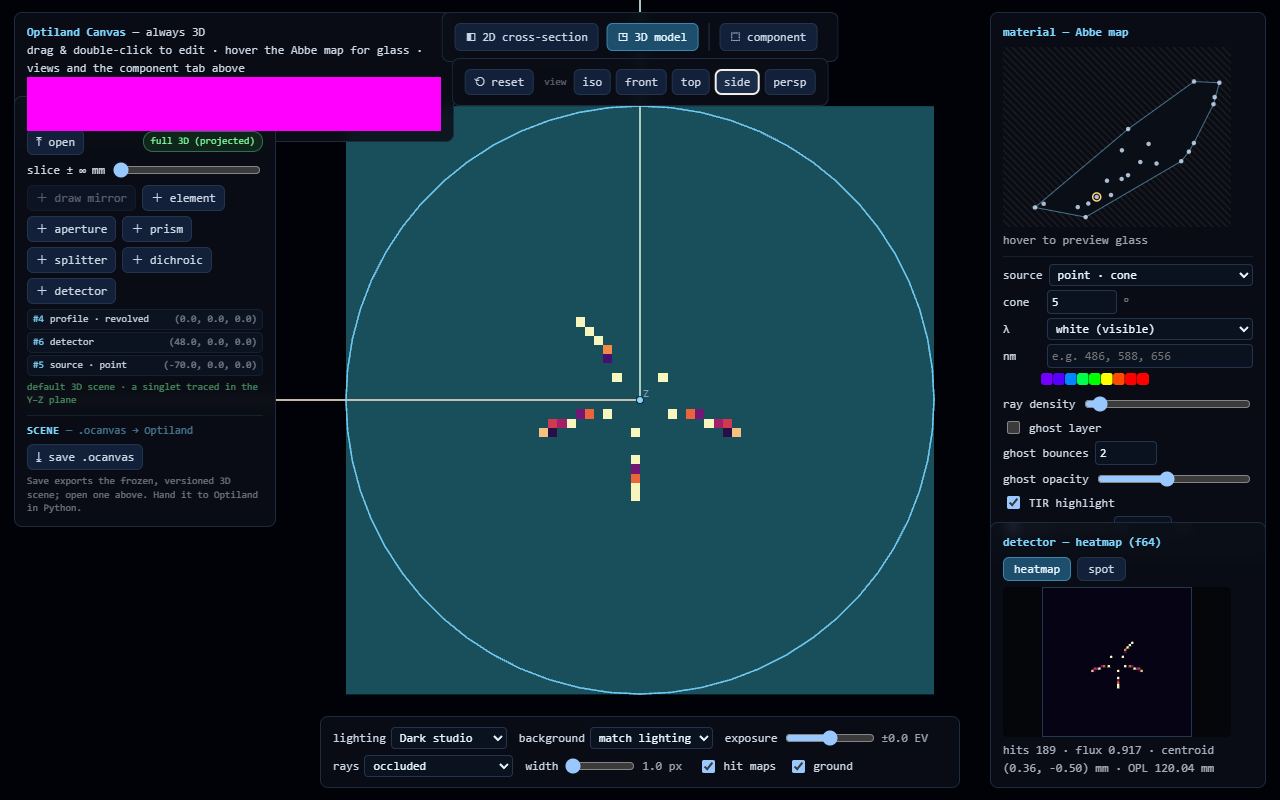 Optiland Canvas — always 3D
drag & double-click to edit · hover the Abbe map for glass ·
views and the component tab above
2D cross-section
3D model
component
reset
view
iso
front
top
side
persp
open
full 3D (projected)
slice ± ∞ mm
+ draw mirror
+ element
+ aperture
+ prism
+ splitter
+ dichroic
+ detector
#4 profile · revolved (0.0, 0.0, 0.0)
#6 detector (48.0, 0.0, 0.0)
#5 source · point (-70.0, 0.0, 0.0)
default 3D scene · a singlet traced in the
Y-Z plane
SCENE — .ocanvas → Optiland
save .ocanvas
Save exports the frozen, versioned 3D
scene; open one above. Hand it to Optiland
in Python.
Z
lighting Dark studio background match lighting exposure ±0.0 EV
rays occluded width 1.0 px hit maps ground
material — Abbe map
hover to preview glass
source point · cone
cone 5 °
λ white (visible)
nm e.g. 486, 588, 656
ray density
ghost layer
ghost bounces 2
ghost opacity
TIR highlight
detector — heatmap (f64)
heatmap
spot
hits 189 · flux 0.917 · centroid
(0.36, -0.50) mm · OPL 120.04 mm